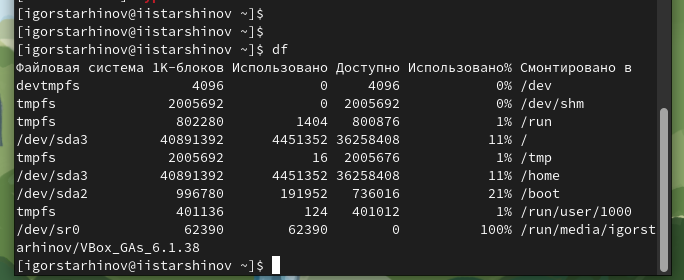 [igorstarhinov@iistarshinov ~]$
[igorstarhinov@iistarshinov ~]$
[igorstarhinov@iistarshinov ~]$ df
Файловая система 1K-блоков Использовано Доступно Использовано% Смонтировано в
devtmpfs 4096 0 4096 0% /dev
tmpfs 2005692 0 2005692 0% /dev/shm
tmpfs 802280 1404 800876 1% /run
/dev/sda3 40891392 4451352 36258408 11% /
tmpfs 2005692 16 2005676 1% /tmp
/dev/sda3 40891392 4451352 36258408 11% /home
/dev/sda2 996780 191952 736016 21% /boot
tmpfs 401136 124 401012 1% /run/user/1000
/dev/sr0 62390 62390 0 100% /run/media/igorst
arhinov/VBox_GAs_6.1.38
[igorstarhinov@iistarshinov ~]$